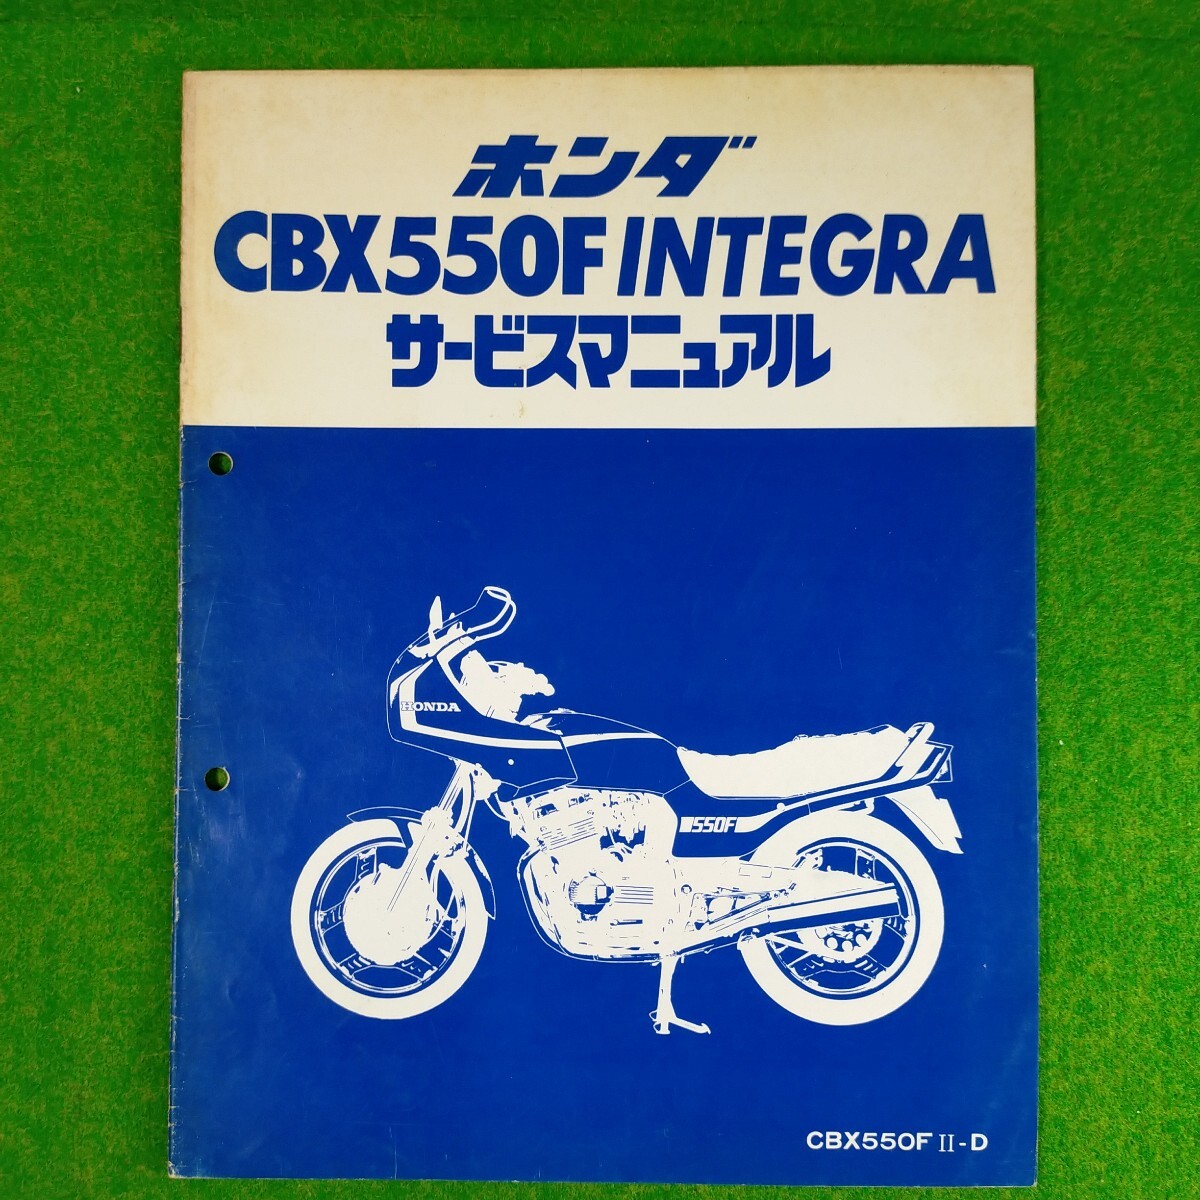 ホンダ
CBX550F INTEGRA
サービスマニュアル
HONDA
550F
CBX550F II-D